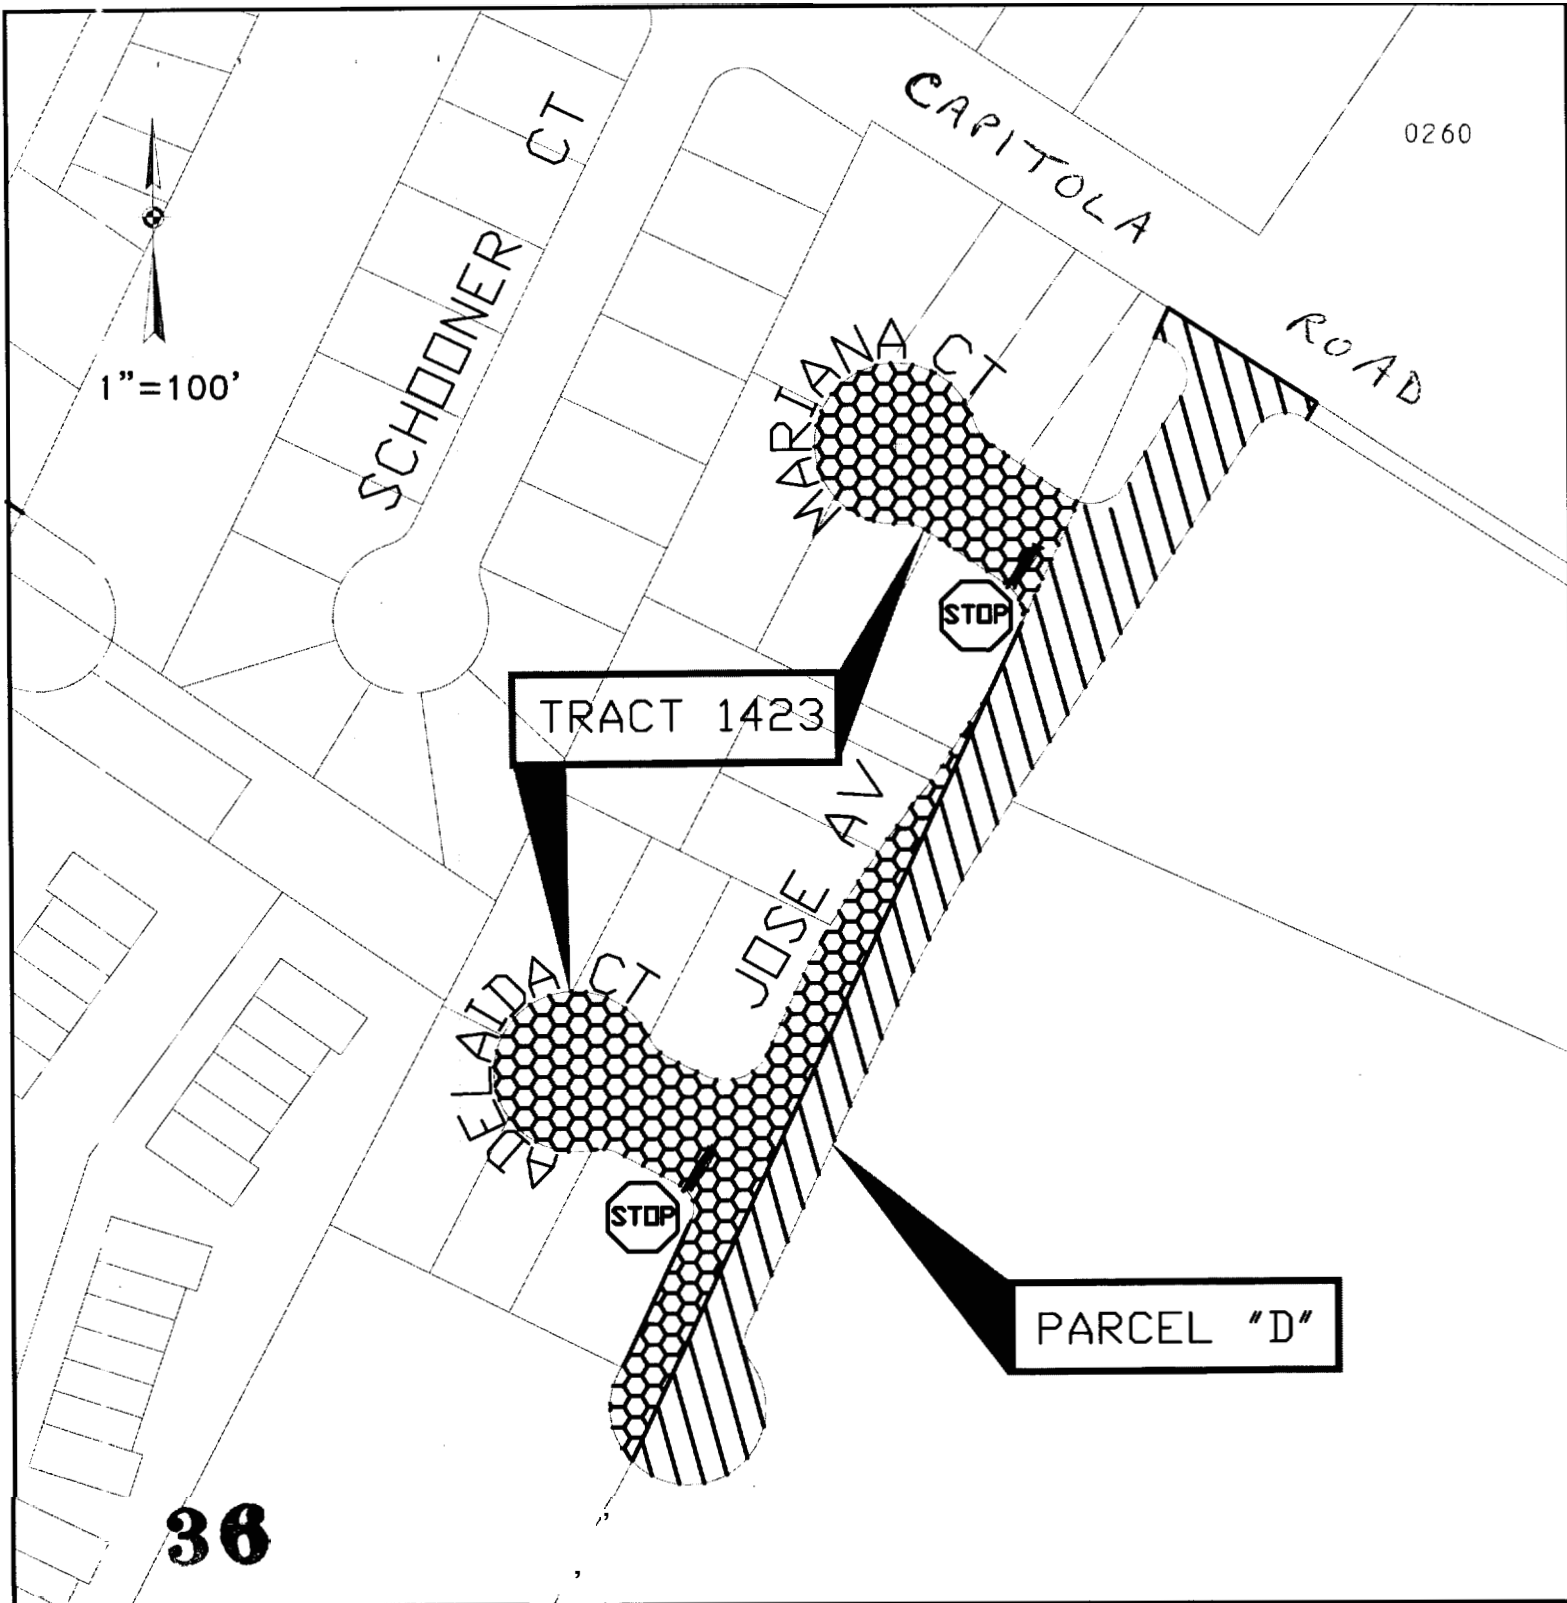 CAPITOLA
ROAD
0260
SCHOONER CT
1"=100'
MARIANA CT
STOP
TRACT 1423
JOSE AV
ADELAIDA CT
STOP
PARCEL "D"
36